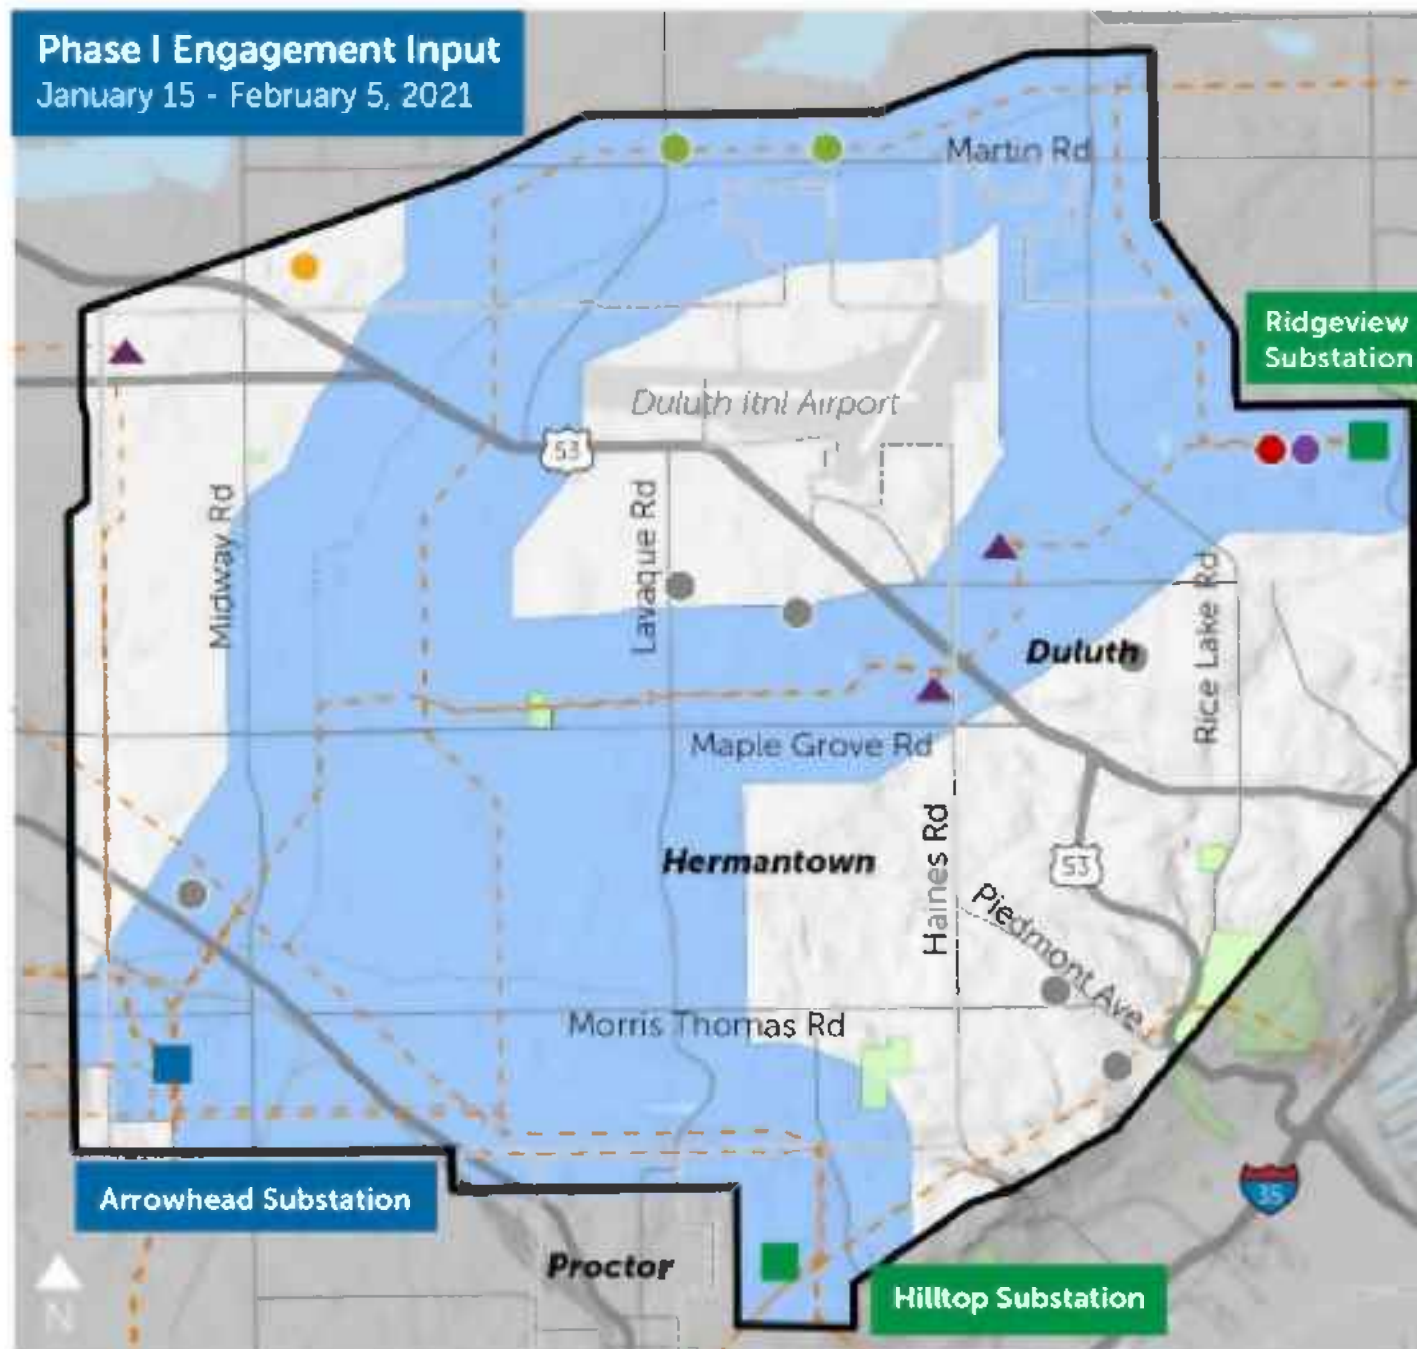 Phase I Engagement Input
January 15 - February 5, 2021
Martin Rd
Ridgeview
Substation
Duluth Itnl Airport
53
Midway Rd
Lavaque Rd
Rice Lake Rd
Duluth
Maple Grove Rd
Hermantown
Haines Rd
53
Piedmont Ave
Morris Thomas Rd
Arrowhead Substation
35
Proctor
Hilltop Substation
N